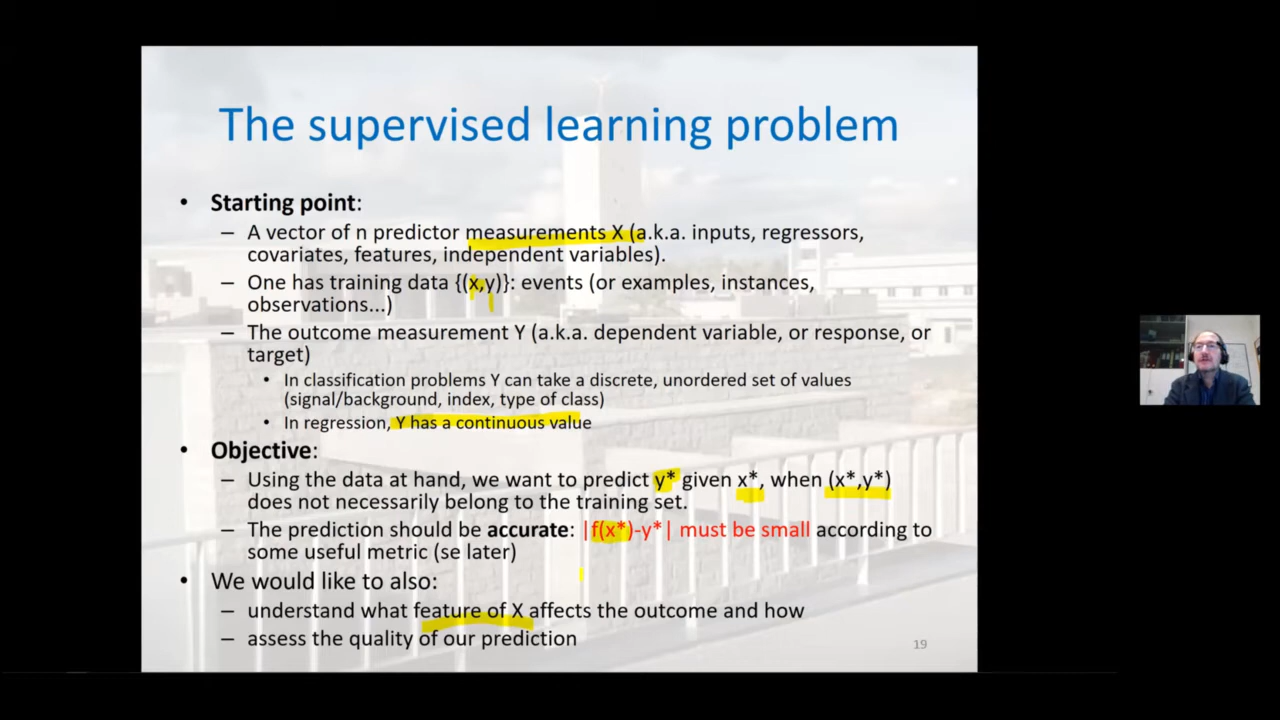 The supervised learning problem
• Starting point:
– A vector of n predictor measurements X (a.k.a. inputs, regressors,
covariates, features, independent variables).
– One has training data {(x,y)}: events (or examples, instances,
observations...)
– The outcome measurement Y (a.k.a. dependent variable, or response, or
target)
• In classification problems Y can take a discrete, unordered set of values
(signal/background, index, type of class)
• In regression, Y has a continuous value
• Objective:
– Using the data at hand, we want to predict y* given x*, when (x*,y*)
does not necessarily belong to the training set.
– The prediction should be accurate: |f(x*)-y*| must be small according to
some useful metric (se later)
• We would like to also:
– understand what feature of X affects the outcome and how
– assess the quality of our prediction
19